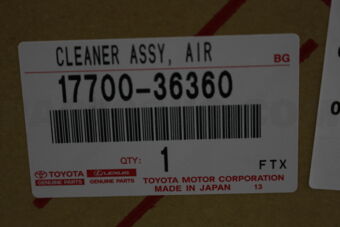 CLEANER ASSY, AIR BG
17700-36360
QTY: 1 FTX
TOYOTA LEXUS TOYOTA MOTOR CORPORATION
GENUINE PARTS GENUINE PARTS MADE IN JAPAN 13